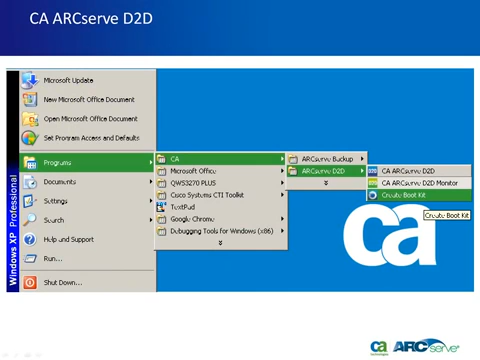 CA ARCserve D2D
Microsoft Update
New Microsoft Office Document
Open Microsoft Office Document
Set Program Access and Defaults
Programs
Documents
Settings
Search
Help and Support
Run...
Shut Down...
Windows XP Professional
CA
Microsoft Office
QWS3270 PLUS
Cisco Systems CTI Toolkit
TextPad
Google Chrome
Debugging Tools for Windows (x86)
ARCserve Backup
ARCserve D2D
D2D CA ARCserve D2D
CA ARCserve D2D Monitor
Create Boot Kit
Create Boot Kit
ca
ca technologies
ARCserve